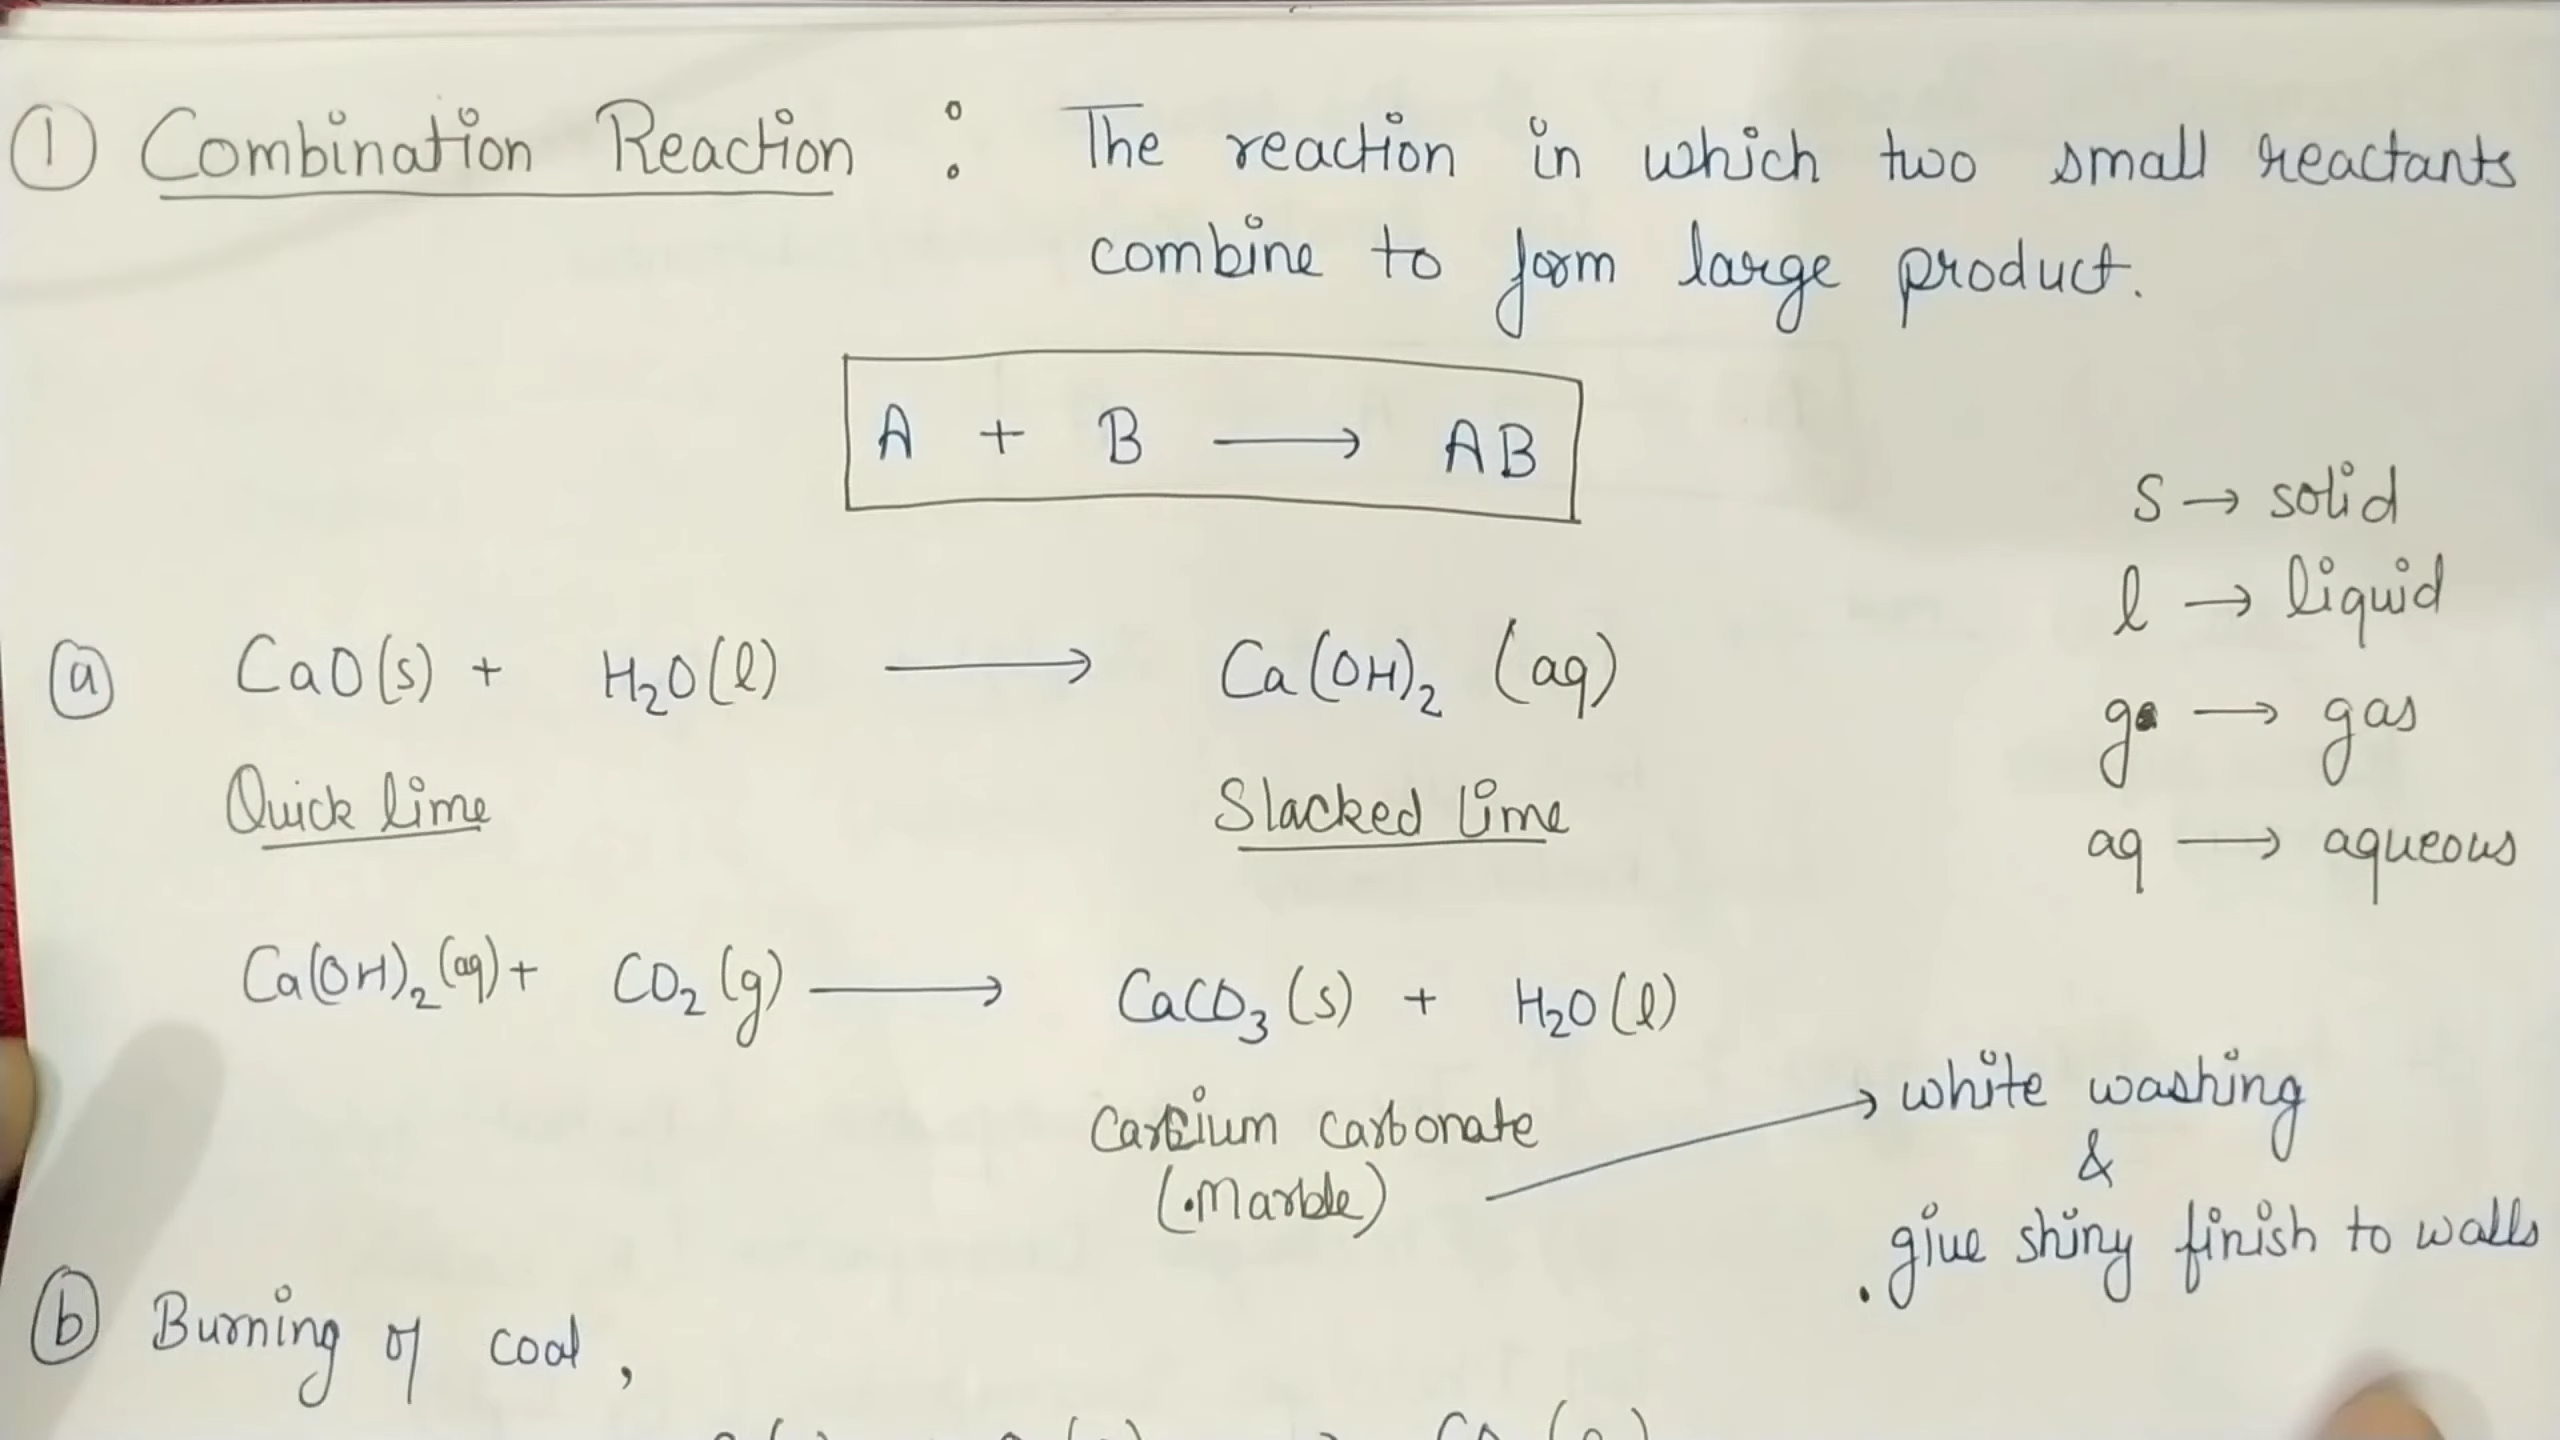 ① Combination Reaction : The reaction in which two small reactants
combine to form large product.
A + B ⟶ AB
s → solid
l → liquid
g → gas
aq → aqueous
ⓐ CaO(s) + H₂O(l) ⟶ Ca(OH)₂ (aq)
Quick lime Slacked lime
Ca(OH)₂(aq) + CO₂(g) ⟶ CaCO₃(s) + H₂O(l)
Calcium carbonate
(Marble)
→ white washing
&
give shiny finish to walls
ⓑ Burning of coal,